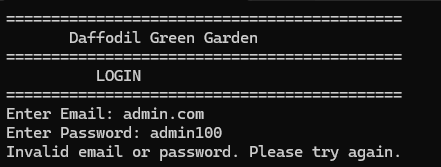 ============================================
Daffodil Green Garden
============================================
LOGIN
============================================
Enter Email: admin.com
Enter Password: admin100
Invalid email or password. Please try again.